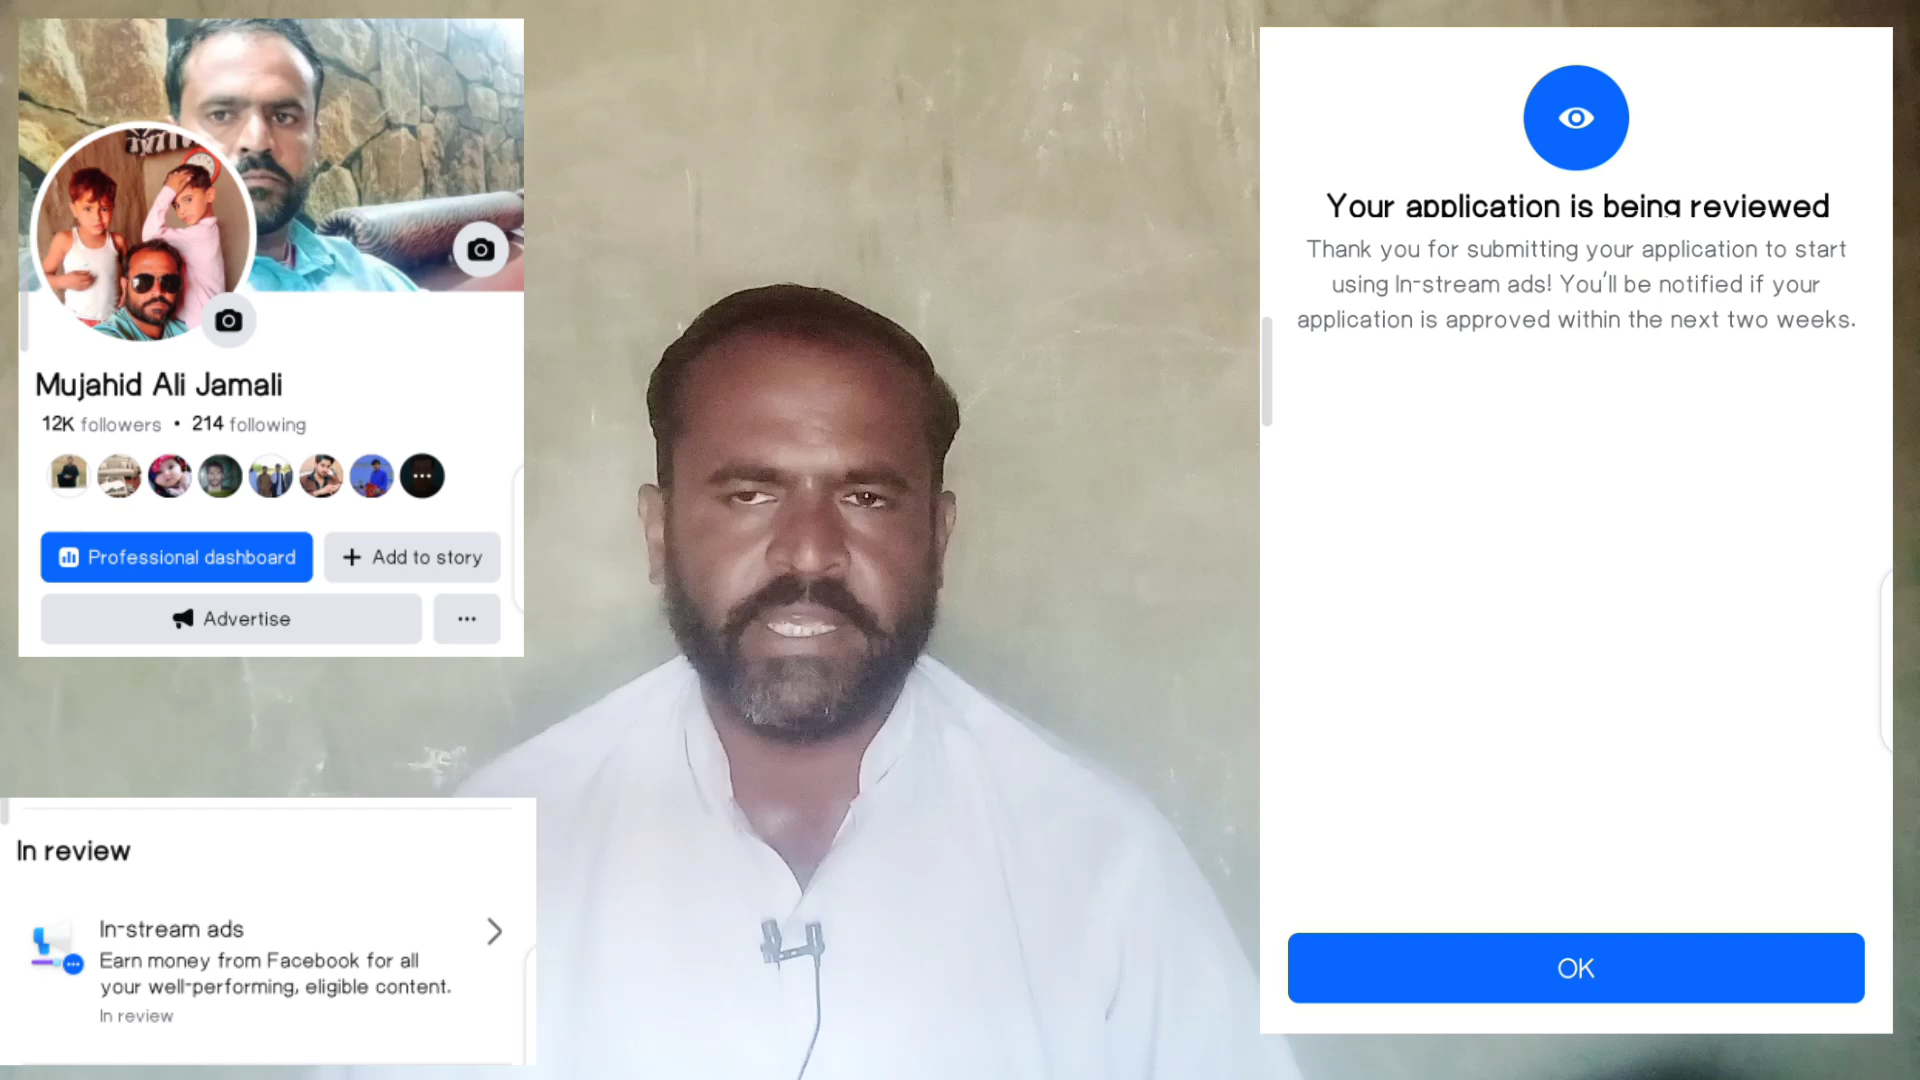 Mujahid Ali Jamali
12K followers • 214 following
Professional dashboard
+ Add to story
Advertise
In review
In-stream ads
Earn money from Facebook for all
your well-performing, eligible content.
In review
Your application is being reviewed
Thank you for submitting your application to start
using In-stream ads! You'll be notified if your
application is approved within the next two weeks.
OK